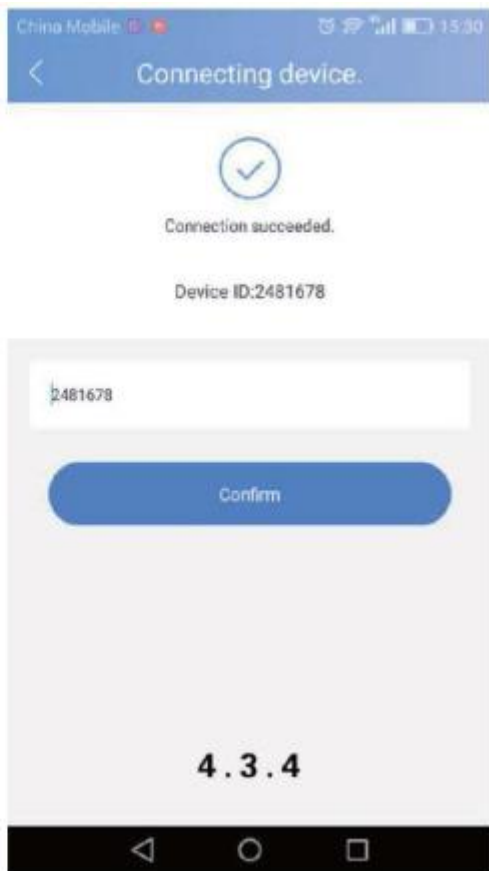 China Mobile
15:30
Connecting device.
Connection succeeded.
Device ID:2481678
2481678
Confirm
4.3.4